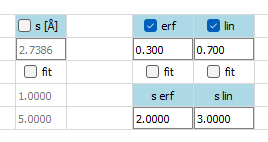 s [Å] erf lin
2.7386 0.300 0.700
fit fit fit
1.0000 s erf s lin
5.0000 2.0000 3.0000